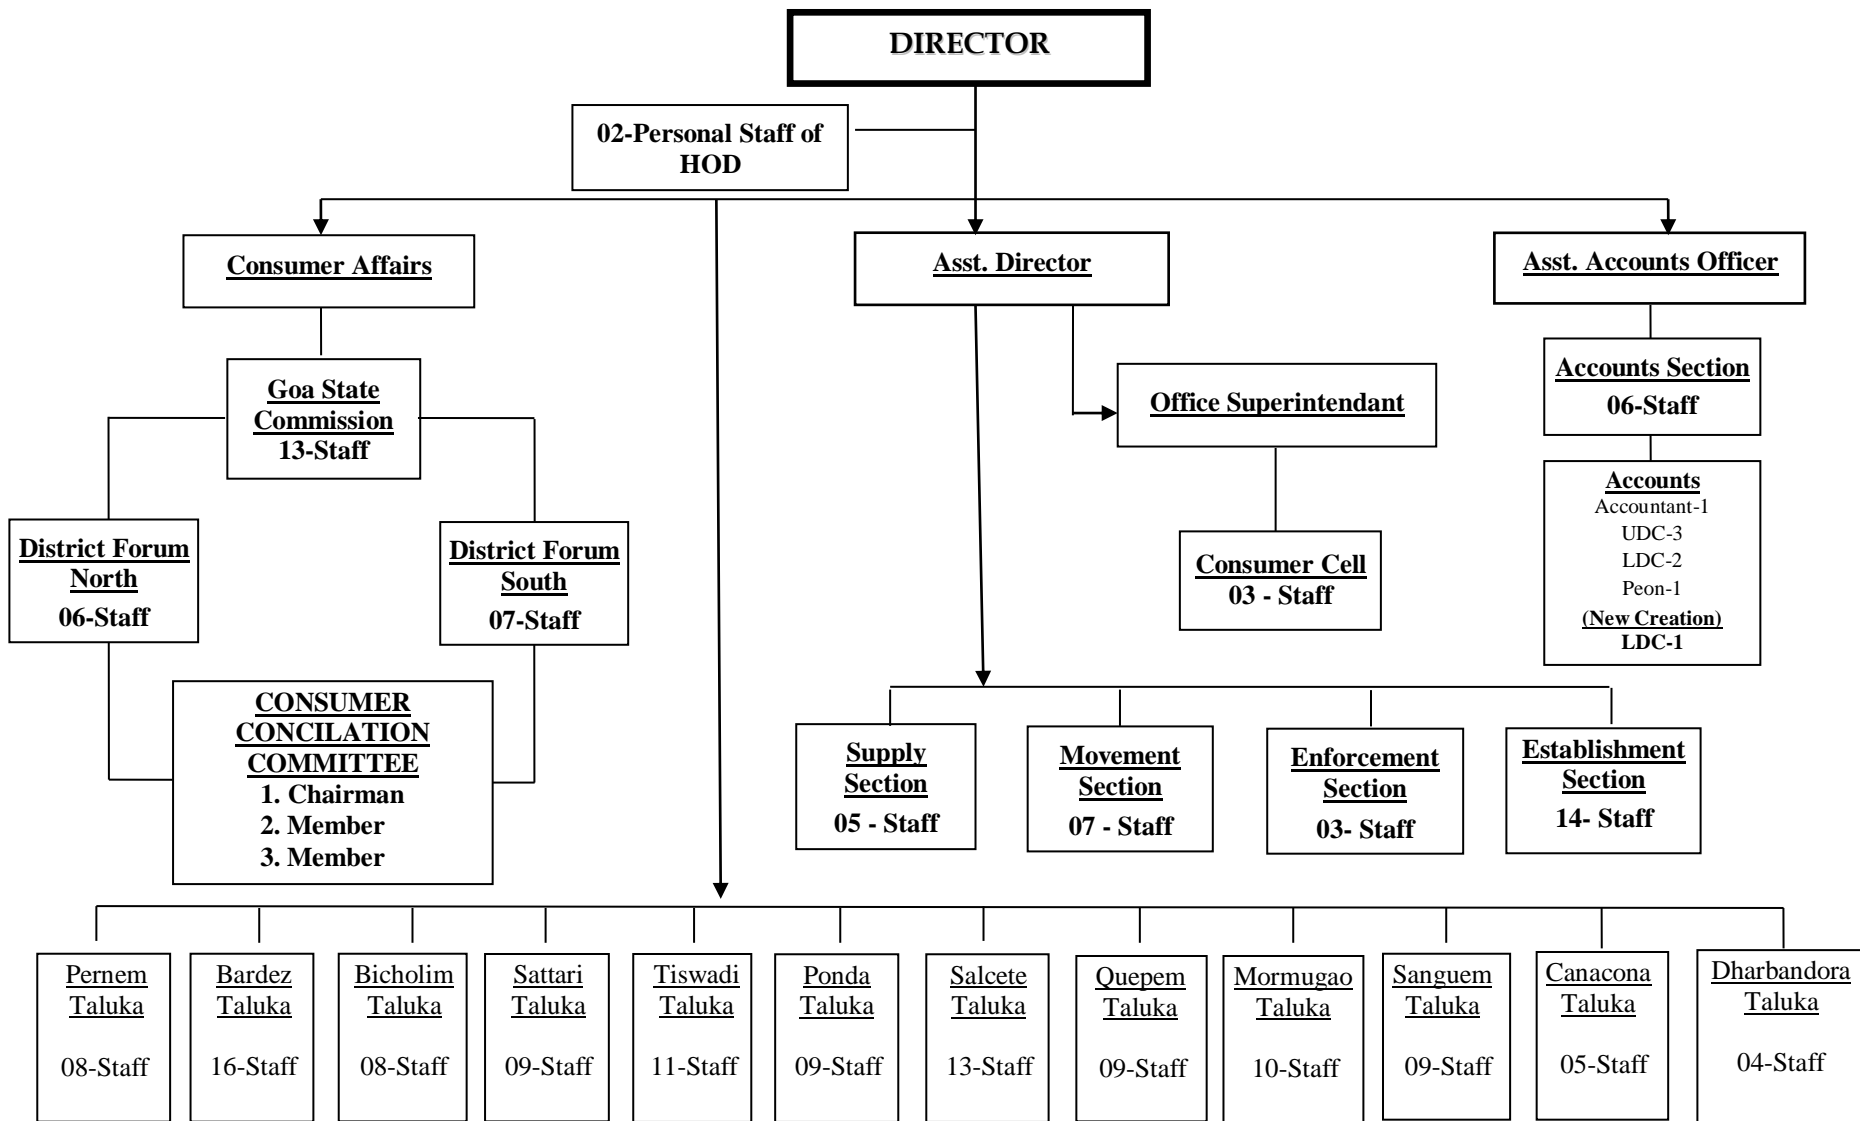 DIRECTOR
02-Personal Staff of
HOD
Consumer Affairs
Asst. Director
Asst. Accounts Officer
Goa State
Commission
13-Staff
Office Superintendant
Accounts Section
06-Staff
Accounts
Accountant-1
UDC-3
LDC-2
Peon-1
(New Creation)
LDC-1
District Forum
North
06-Staff
District Forum
South
07-Staff
Consumer Cell
03 - Staff
CONSUMER
CONCILATION
COMMITTEE
1. Chairman
2. Member
3. Member
Supply
Section
05 - Staff
Movement
Section
07 - Staff
Enforcement
Section
03- Staff
Establishment
Section
14- Staff
Pernem
Taluka
08-Staff
Bardez
Taluka
16-Staff
Bicholim
Taluka
08-Staff
Sattari
Taluka
09-Staff
Tiswadi
Taluka
11-Staff
Ponda
Taluka
09-Staff
Salcete
Taluka
13-Staff
Quepem
Taluka
09-Staff
Mormugao
Taluka
10-Staff
Sanguem
Taluka
09-Staff
Canacona
Taluka
05-Staff
Dharbandora
Taluka
04-Staff